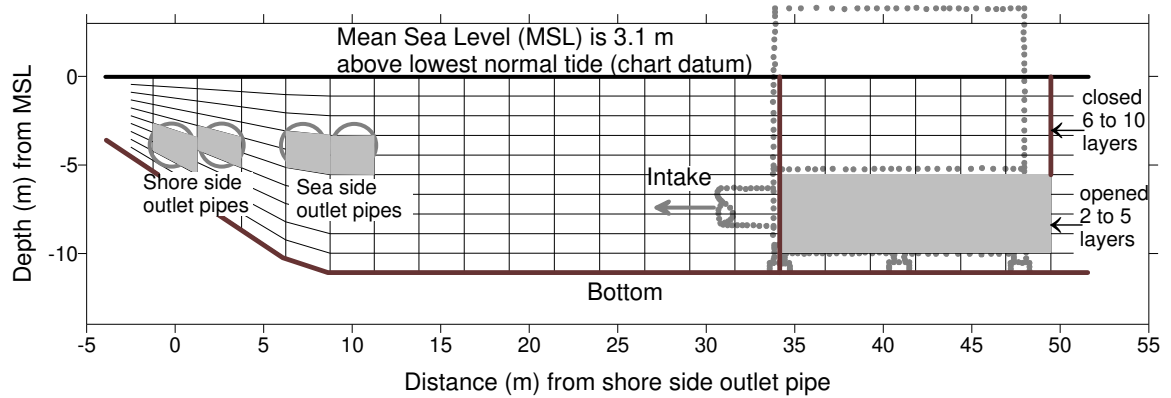 Mean Sea Level (MSL) is 3.1 m
above lowest normal tide (chart datum)
0
-5
-10
Depth (m) from MSL
closed
6 to 10
layers
opened
2 to 5
layers
Shore side
outlet pipes
Sea side
outlet pipes
Intake
Bottom
-5 0 5 10 15 20 25 30 35 40 45 50 55
Distance (m) from shore side outlet pipe